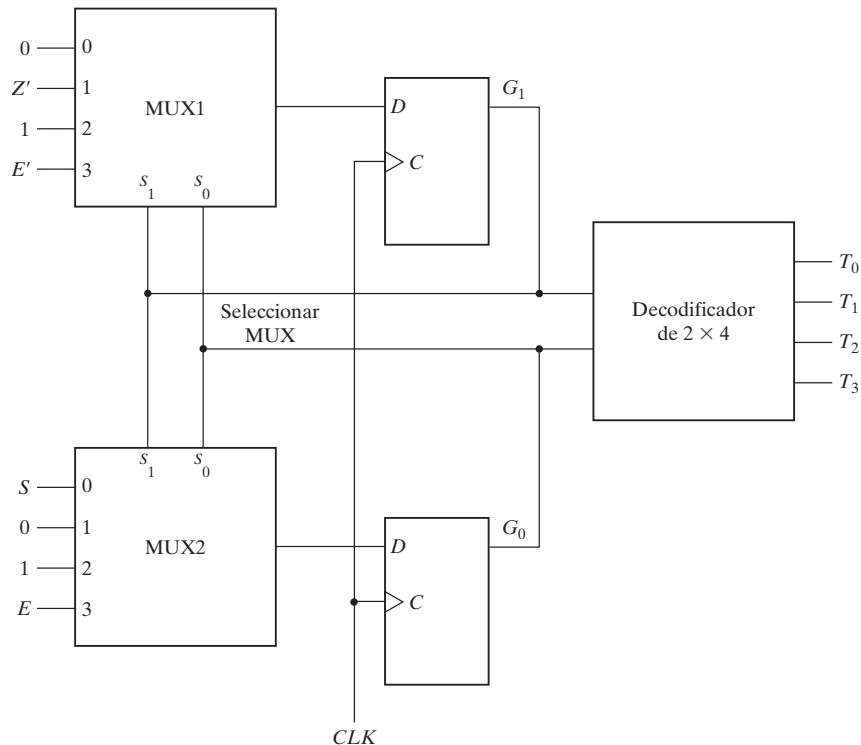 0
0
Z'
1
MUX1
1
2
E'
3
s1
s0
D
C
G1
Seleccionar
MUX
Decodificador
de 2 × 4
T0
T1
T2
T3
s1
s0
S
0
0
1
MUX2
1
2
E
3
D
C
G0
CLK